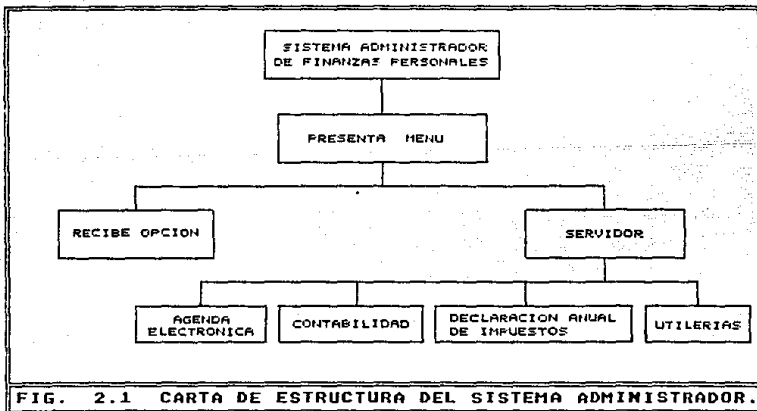 SISTEMA ADMINISTRADOR
DE FINANZAS PERSONALES
PRESENTA MENU
RECIBE OPCION
SERVIDOR
AGENDA
ELECTRONICA
CONTABILIDAD
DECLARACION ANUAL
DE IMPUESTOS
UTILERIAS
FIG. 2.1 CARTA DE ESTRUCTURA DEL SISTEMA ADMINISTRADOR.